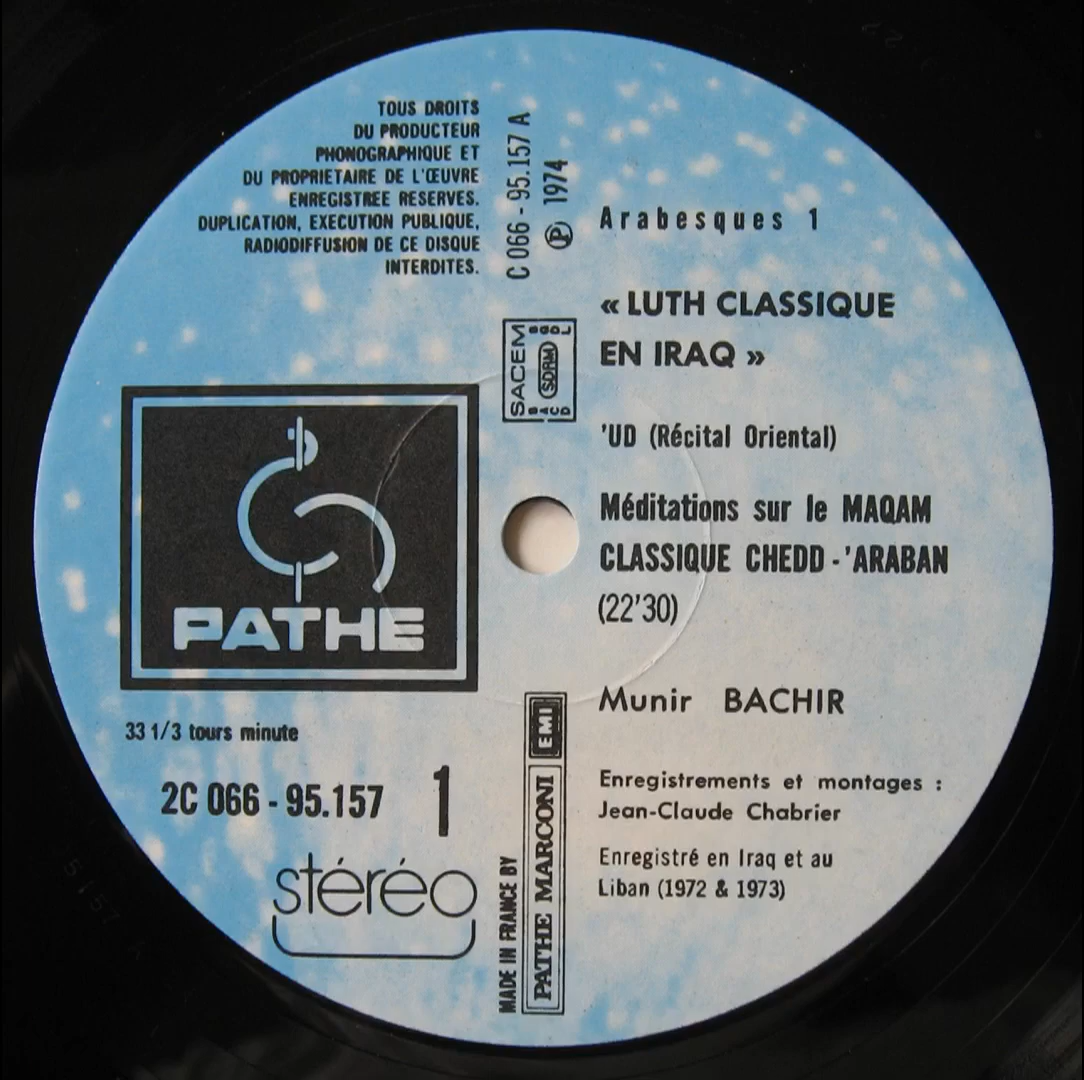 TOUS DROITS
DU PRODUCTEUR
PHONOGRAPHIQUE ET
DU PROPRIETAIRE DE L'ŒUVRE
ENREGISTREE RESERVES.
DUPLICATION, EXECUTION PUBLIQUE,
RADIODIFFUSION DE CE DISQUE
INTERDITES.
C 066 - 95.157 A
℗ 1974
SACEM
SDRM
BACD
BGDL
PATHE
33 1/3 tours minute
2C 066 - 95.157
1
stéréo
MADE IN FRANCE BY
PATHE MARCONI
EMI
Arabesques 1
« LUTH CLASSIQUE
EN IRAQ »
'UD (Récital Oriental)
Méditations sur le MAQAM
CLASSIQUE CHEDD-'ARABAN
(22'30)
Munir BACHIR
Enregistrements et montages :
Jean-Claude Chabrier
Enregistré en Iraq et au
Liban (1972 & 1973)